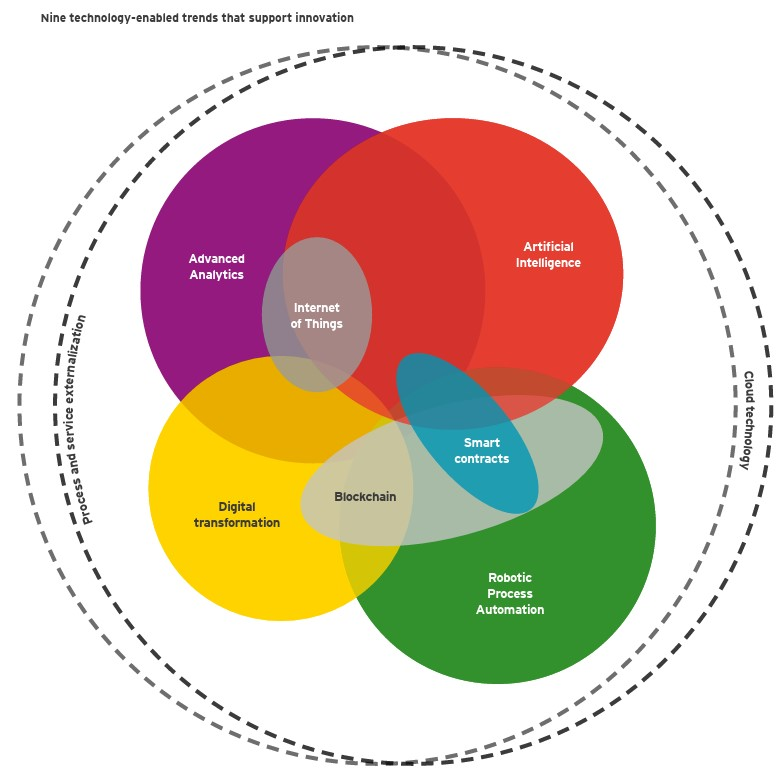 Nine technology-enabled trends that support innovation
Artificial
Intelligence
Advanced
Analytics
Internet
of Things
Process and service externalization
Cloud technology
Smart
contracts
Blockchain
Digital
transformation
Robotic
Process
Automation